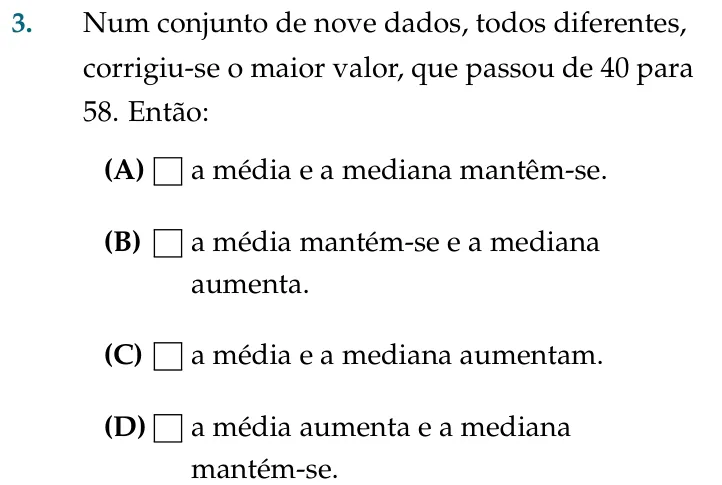 3. Num conjunto de nove dados, todos diferentes,
corrigiu-se o maior valor, que passou de 40 para
58. Então:
(A) a média e a mediana mantêm-se.
(B) a média mantém-se e a mediana
aumenta.
(C) a média e a mediana aumentam.
(D) a média aumenta e a mediana
mantém-se.